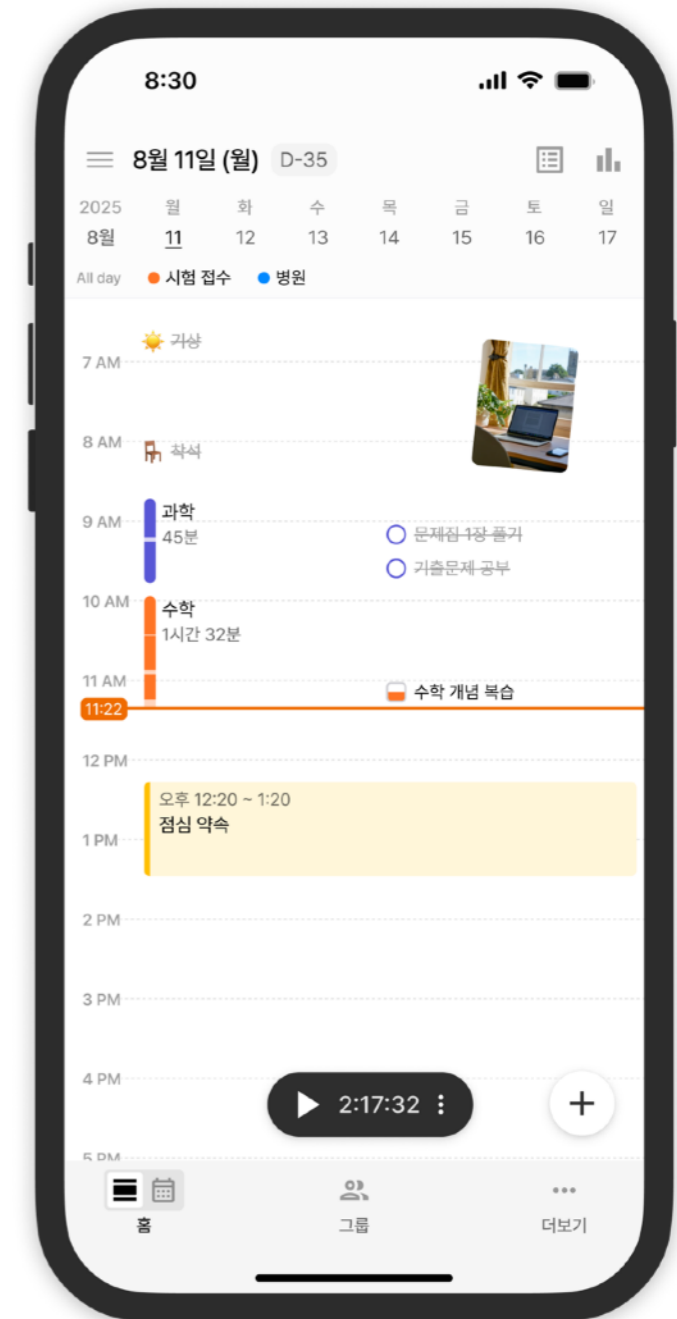 8:30
8월 11일 (월) D-35
2025 월 화 수 목 금 토 일
8월 11 12 13 14 15 16 17
All day 시험 접수 병원
기상
7 AM
8 AM
착석
과학
9 AM
45분
문제집 1장 풀기
기출문제 공부
10 AM
수학
1시간 32분
11 AM
수학 개념 복습
11:22
12 PM
오후 12:20 ~ 1:20
점심 약속
1 PM
2 PM
3 PM
4 PM
2:17:32
5 PM
홈 그룹 더보기